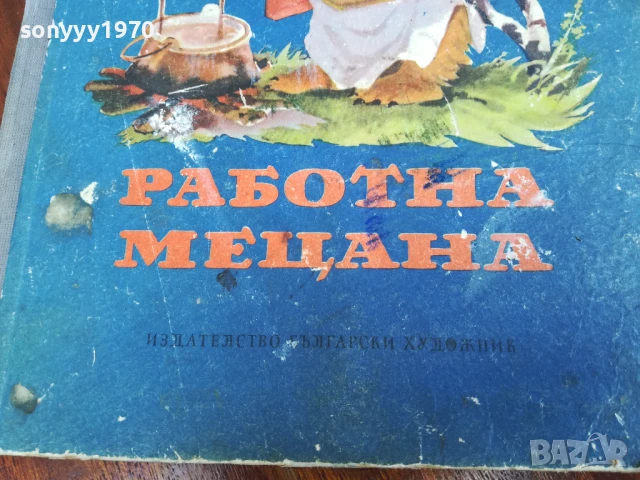 sonyyy1970
РАБОТНА
МЕЦАНА
ИЗДАТЕЛСТВО БЪЛГАРСКИ ХУДОЖНИК
BAZAR